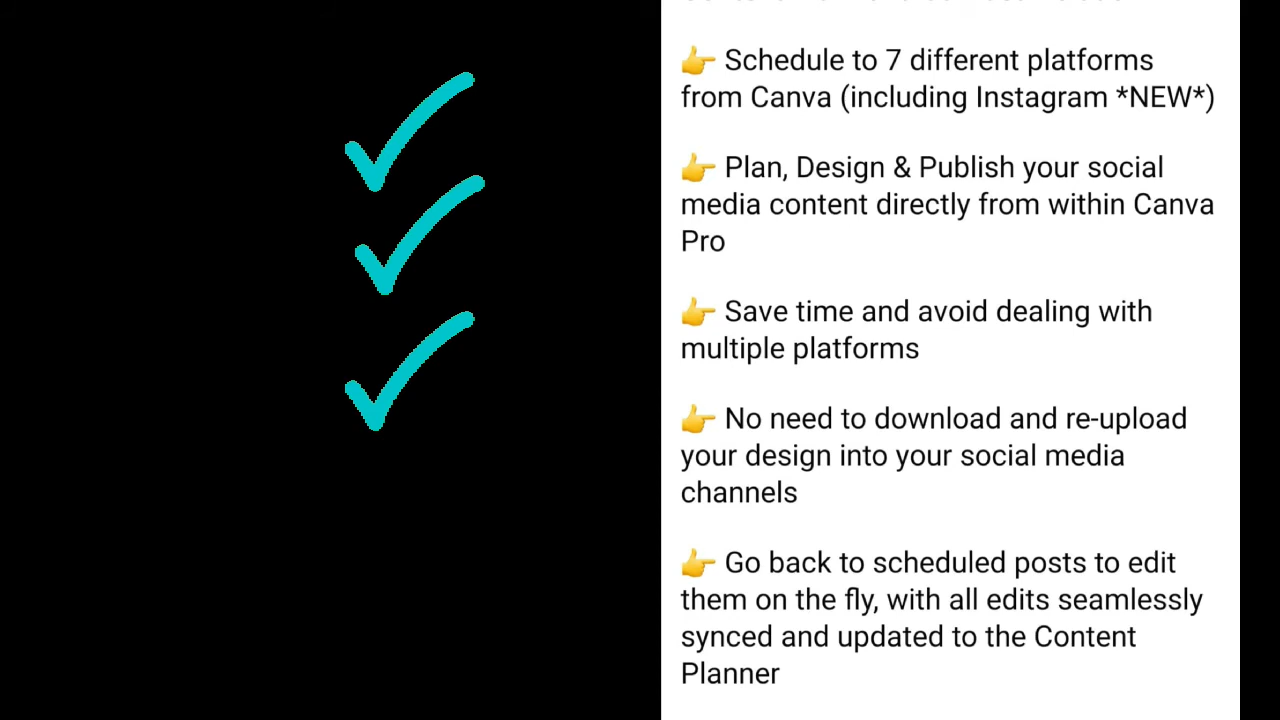 👉 Schedule to 7 different platforms
from Canva (including Instagram *NEW*)
👉 Plan, Design & Publish your social
media content directly from within Canva
Pro
👉 Save time and avoid dealing with
multiple platforms
👉 No need to download and re-upload
your design into your social media
channels
👉 Go back to scheduled posts to edit
them on the fly, with all edits seamlessly
synced and updated to the Content
Planner